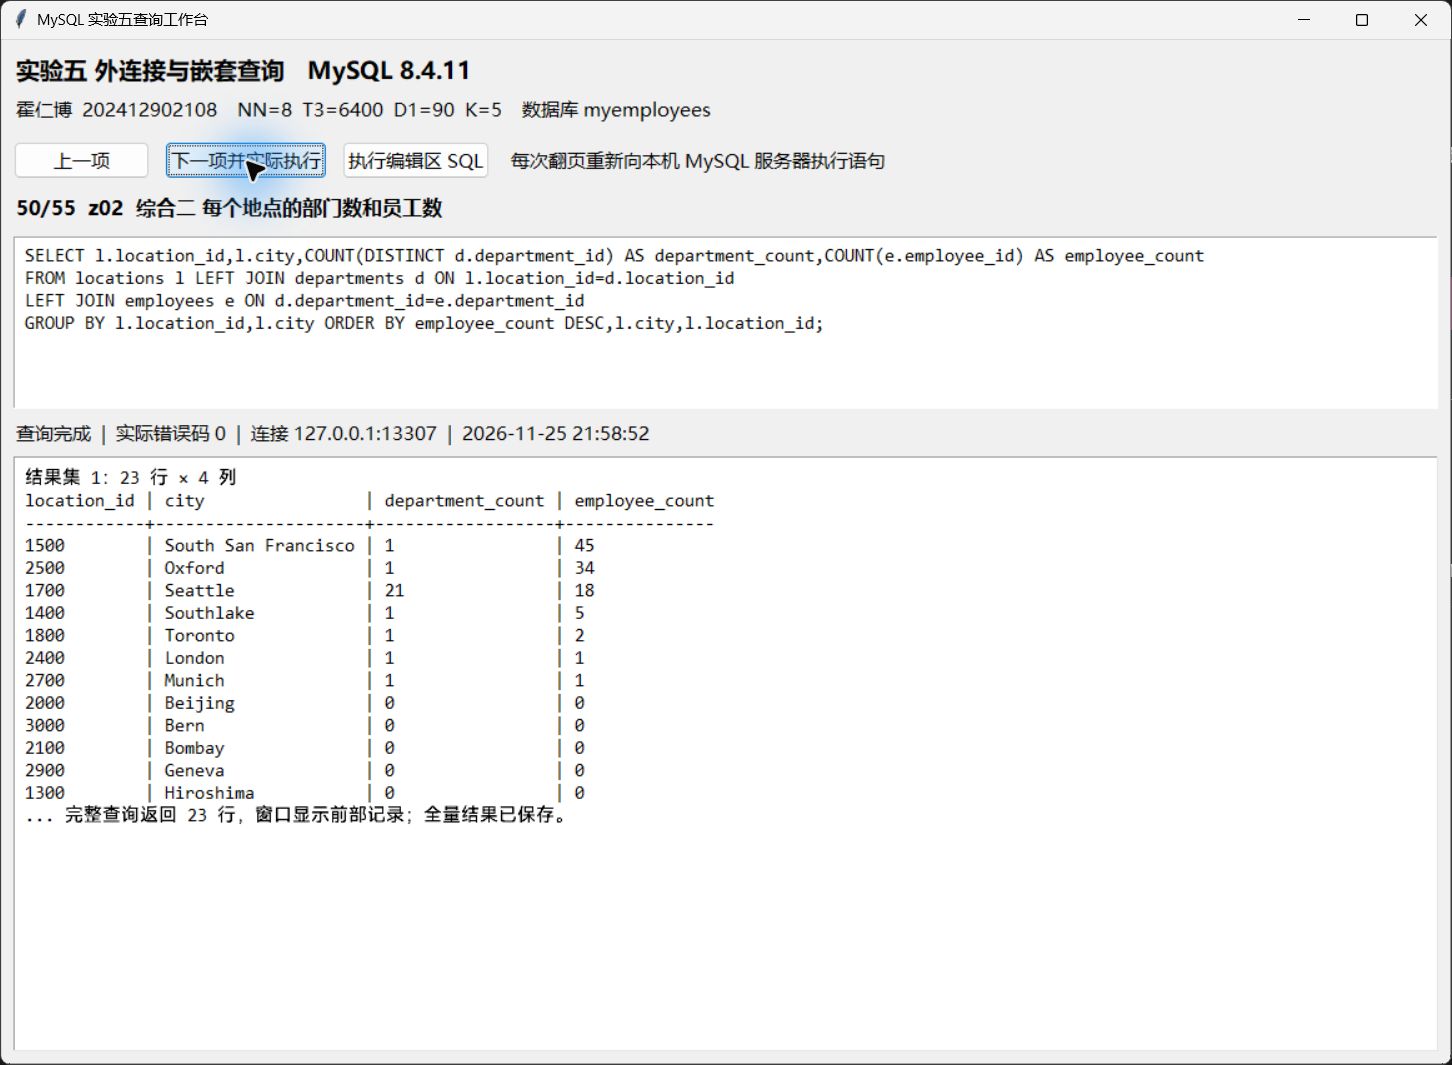 MySQL 实验五查询工作台
实验五 外连接与嵌套查询 MySQL 8.4.11
霍仁博 202412902108 NN=8 T3=6400 D1=90 K=5 数据库 myemployees
上一项 下一项并实际执行 执行编辑区 SQL 每次翻页重新向本机 MySQL 服务器执行语句
50/55 z02 综合二 每个地点的部门数和员工数
SELECT l.location_id,l.city,COUNT(DISTINCT d.department_id) AS department_count,COUNT(e.employee_id) AS employee_count
FROM locations l LEFT JOIN departments d ON l.location_id=d.location_id
LEFT JOIN employees e ON d.department_id=e.department_id
GROUP BY l.location_id,l.city ORDER BY employee_count DESC,l.city,l.location_id;
查询完成 | 实际错误码 0 | 连接 127.0.0.1:13307 | 2026-11-25 21:58:52
结果集 1: 23 行 × 4 列
location_id | city | department_count | employee_count
------------+---------------------+------------------+---------------
1500 | South San Francisco | 1 | 45
2500 | Oxford | 1 | 34
1700 | Seattle | 21 | 18
1400 | Southlake | 1 | 5
1800 | Toronto | 1 | 2
2400 | London | 1 | 1
2700 | Munich | 1 | 1
2000 | Beijing | 0 | 0
3000 | Bern | 0 | 0
2100 | Bombay | 0 | 0
2900 | Geneva | 0 | 0
1300 | Hiroshima | 0 | 0
... 完整查询返回 23 行，窗口显示前部记录；全量结果已保存。